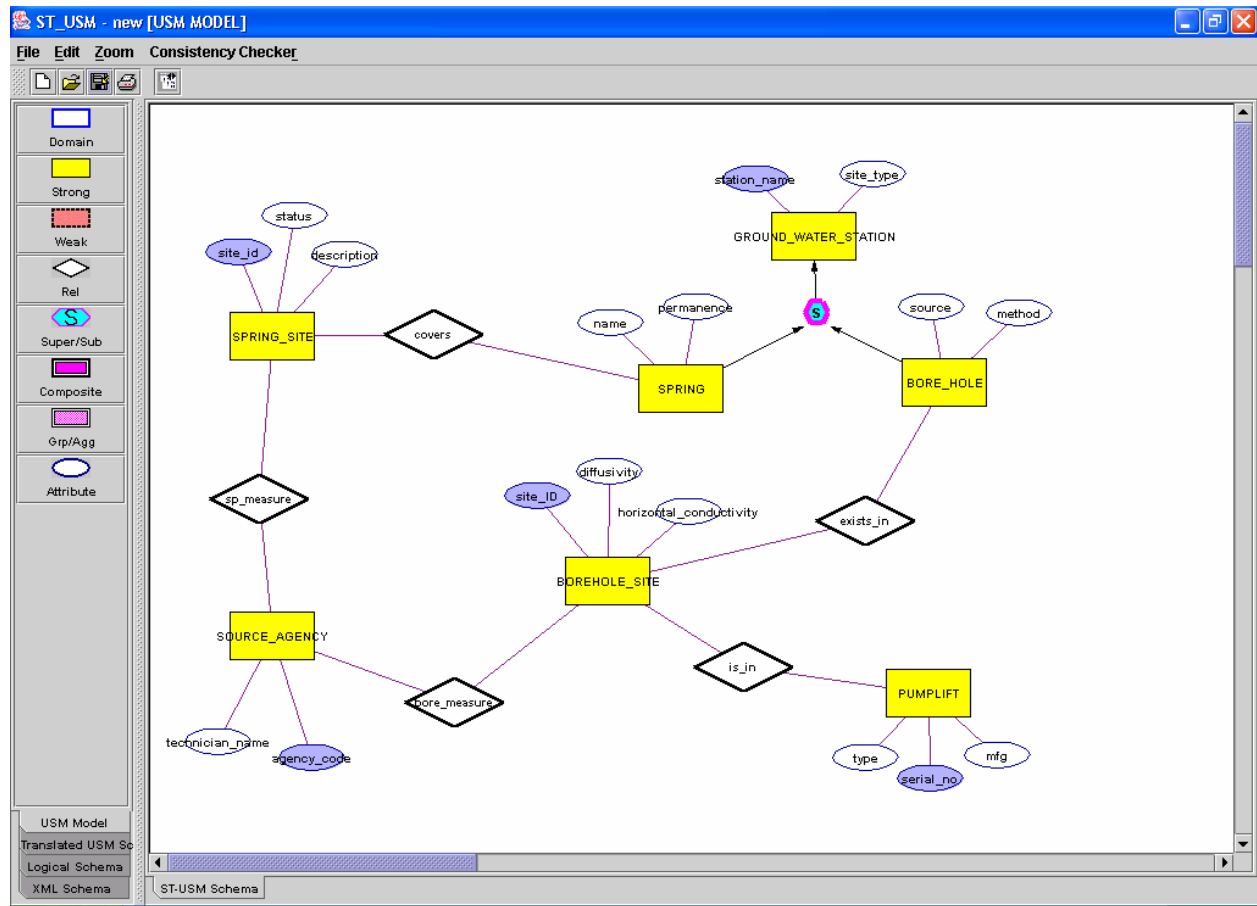 ST_USM - new [USM MODEL]
File Edit Zoom Consistency Checker
Domain
Strong
Weak
Rel
S
Super/Sub
Composite
Grp/Agg
Attribute
USM Model
Translated USM Sc
Logical Schema
XML Schema
station_name
site_type
GROUND_WATER_STATION
status
site_id
description
SPRING_SITE
covers
name
permanence
SPRING
S
source
method
BORE_HOLE
sp_measure
site_ID
diffusivity
horizontal_conductivity
exists_in
BOREHOLE_SITE
SOURCE_AGENCY
bore_measure
is_in
PUMPLIFT
technician_name
agency_code
type
serial_no
mfg
ST-USM Schema